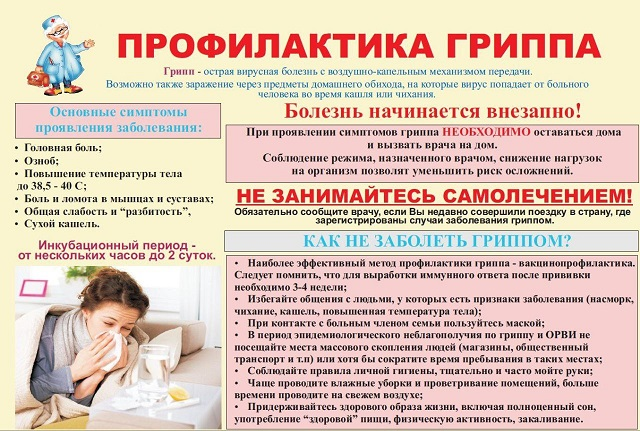 ПРОФИЛАКТИКА ГРИППА
Грипп - острая вирусная болезнь с воздушно-капельным механизмом передачи.
Возможно также заражение через предметы домашнего обихода, на которые вирус попадает от больного
человека во время кашля или чихания.
Основные симптомы
проявления заболевания:
• Головная боль;
• Озноб;
• Повышение температуры тела
до 38,5 - 40 С;
• Боль и ломота в мышцах и суставах;
• Общая слабость и "разбитость",
• Сухой кашель.
Инкубационный период -
от нескольких часов до 2 суток.
Болезнь начинается внезапно!
При проявлении симптомов гриппа НЕОБХОДИМО оставаться дома
и вызвать врача на дом.
Соблюдение режима, назначенного врачом, снижение нагрузок
на организм позволят уменьшить риск осложнений.
НЕ ЗАНИМАЙТЕСЬ САМОЛЕЧЕНИЕМ!
Обязательно сообщите врачу, если Вы недавно совершили поездку в страну, где
зарегистрированы случаи заболевания гриппом.
КАК НЕ ЗАБОЛЕТЬ ГРИППОМ?
• Наиболее эффективный метод профилактики гриппа - вакцинопрофилактика.
Следует помнить, что для выработки иммунного ответа после прививки
необходимо 3-4 недели;
• Избегайте общения с людьми, у которых есть признаки заболевания (насморк,
чихание, кашель, повышенная температура тела);
• При контакте с больным членом семьи пользуйтесь маской;
• В период эпидемиологического неблагополучия по гриппу и ОРВИ не
посещайте места массового скопления людей (магазины, общественный
транспорт и т.п) или хотя бы сократите время пребывания в таких местах;
• Соблюдайте правила личной гигиены, тщательно и часто мойте руки;
• Чаще проводите влажные уборки и проветривание помещений, больше
времени проводите на свежем воздухе;
• Придерживайтесь здорового образа жизни, включая полноценный сон,
употребление "здоровой" пищи, физическую активность, закаливание.